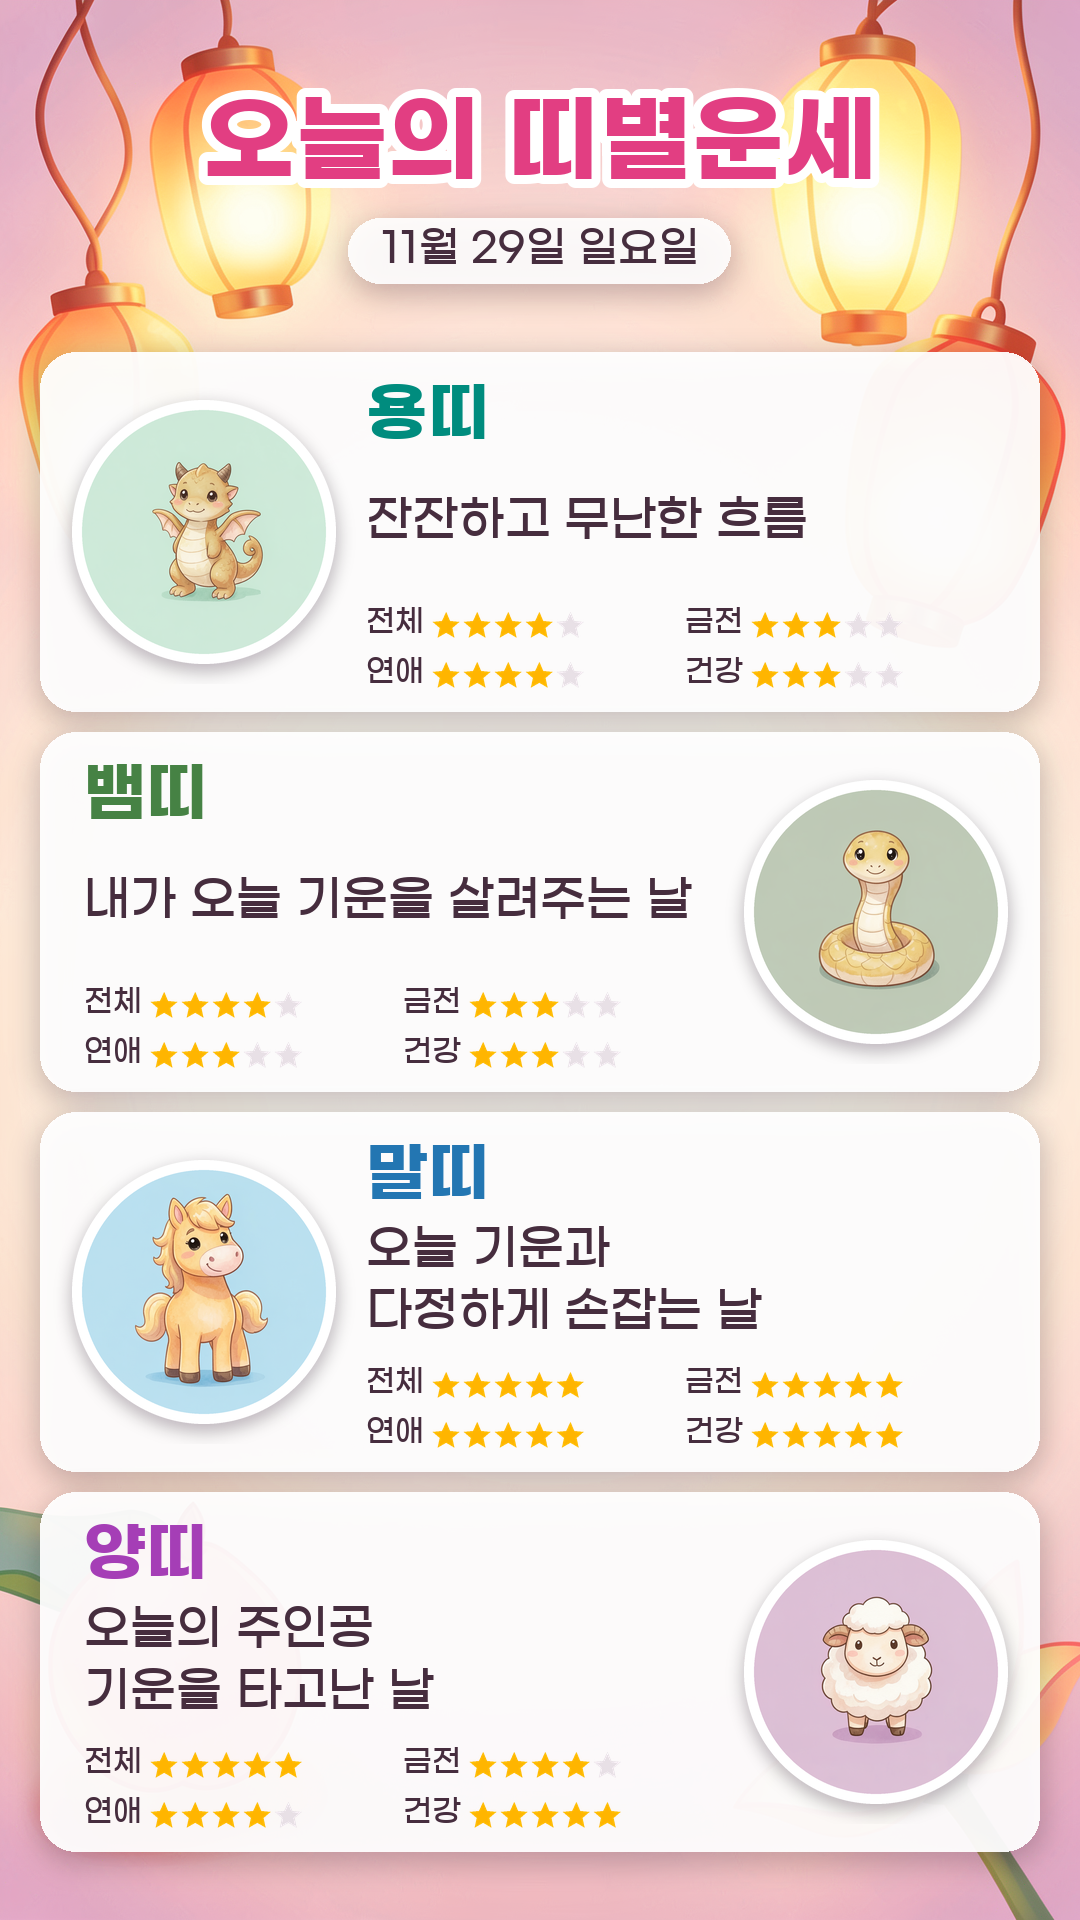 오늘의 띠별운세
11월 29일 일요일
용띠
잔잔하고 무난한 흐름
전체 ★★★★★ 금전 ★★★★★
연애 ★★★★★ 건강 ★★★★★
뱀띠
내가 오늘 기운을 살려주는 날
전체 ★★★★★ 금전 ★★★★★
연애 ★★★★★ 건강 ★★★★★
말띠
오늘 기운과
다정하게 손잡는 날
전체 ★★★★★ 금전 ★★★★★
연애 ★★★★★ 건강 ★★★★★
양띠
오늘의 주인공
기운을 타고난 날
전체 ★★★★★ 금전 ★★★★★
연애 ★★★★★ 건강 ★★★★★